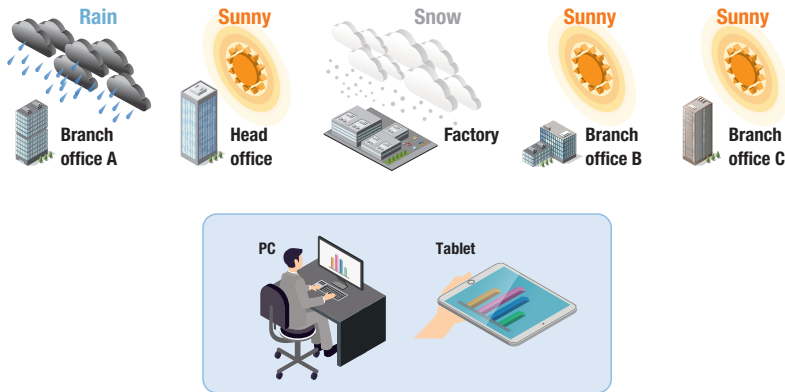 Rain
Sunny
Snow
Sunny
Sunny
Branch
office A
Head
office
Factory
Branch
office B
Branch
office C
PC
Tablet